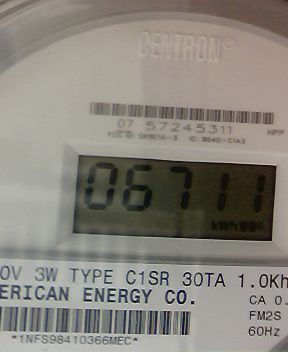 CENTRON®
07 57245311
HPP
06711
kWh
0V 3W TYPE C1SR 30TA 1.0Kh
ERICAN ENERGY CO.
CA 0.
FM2S
60Hz
*1NFS98410366MEC*